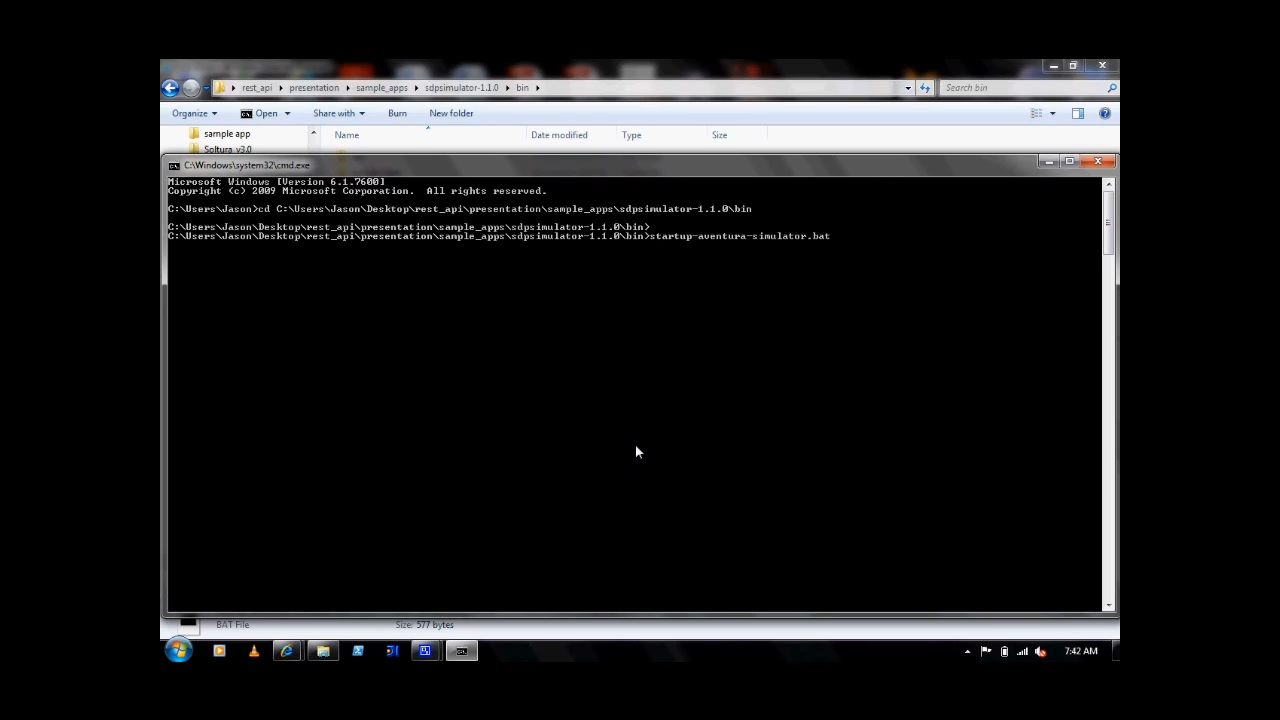 rest_api presentation sample_apps sdpsimulator-1.1.0 bin Search bin
Organize Open Share with Burn New folder
sample app Name Date modified Type Size
Soltura v3.0
C:\Windows\system32\cmd.exe
Microsoft Windows [Version 6.1.7600]
Copyright (c) 2009 Microsoft Corporation.  All rights reserved.
C:\Users\Jason>cd C:\Users\Jason\Desktop\rest_api\presentation\sample_apps\sdpsimulator-1.1.0\bin
C:\Users\Jason\Desktop\rest_api\presentation\sample_apps\sdpsimulator-1.1.0\bin>
C:\Users\Jason\Desktop\rest_api\presentation\sample_apps\sdpsimulator-1.1.0\bin>startup-aventura-simulator.bat
BAT File Size: 577 bytes
7:42 AM